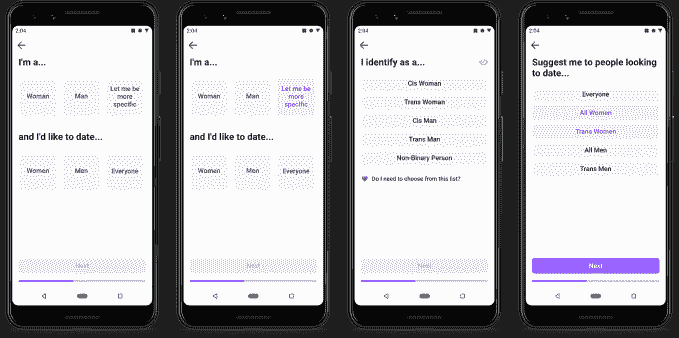 2:04
I'm a...
Woman Man Let me be
more
specific
and I'd like to date...
Women Men Everyone
Next
2:04
I'm a...
Woman Man Let me be
more
specific
and I'd like to date...
Women Men Everyone
Next
2:04
I identify as a...
Cis Woman
Trans Woman
Cis Man
Trans Man
Non-Binary Person
Do I need to choose from this list?
Next
2:04
Suggest me to people looking
to date...
Everyone
All Women
Trans Women
All Men
Trans Men
Next